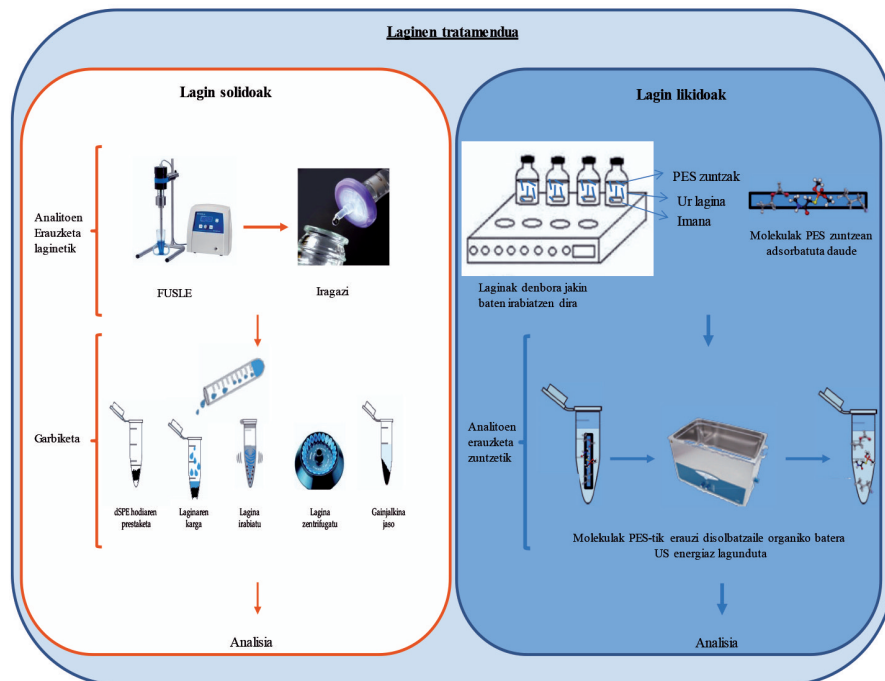 Laginen tratamendua
Lagin solidoak
Analitoen
Erauzketa
laginetik
FUSLE
Iragazi
Garbiketa
dSPE hodiaren
prestaketa
Laginaren
karga
Lagina
irabiatu
Lagina
zentrifugatu
Gainjalkina
jaso
Analisia
Lagin likidoak
PES zuntzak
Ur lagina
Imana
Laginak denbora jakin
baten irabiatzen dira
Molekulak PES zuntzean
adsorbatuta daude
Analitoen
erauzketa
zuntzetik
Molekulak PES-tik erauzi disolbatzaile organiko batera
US energiaz lagunduta
Analisia